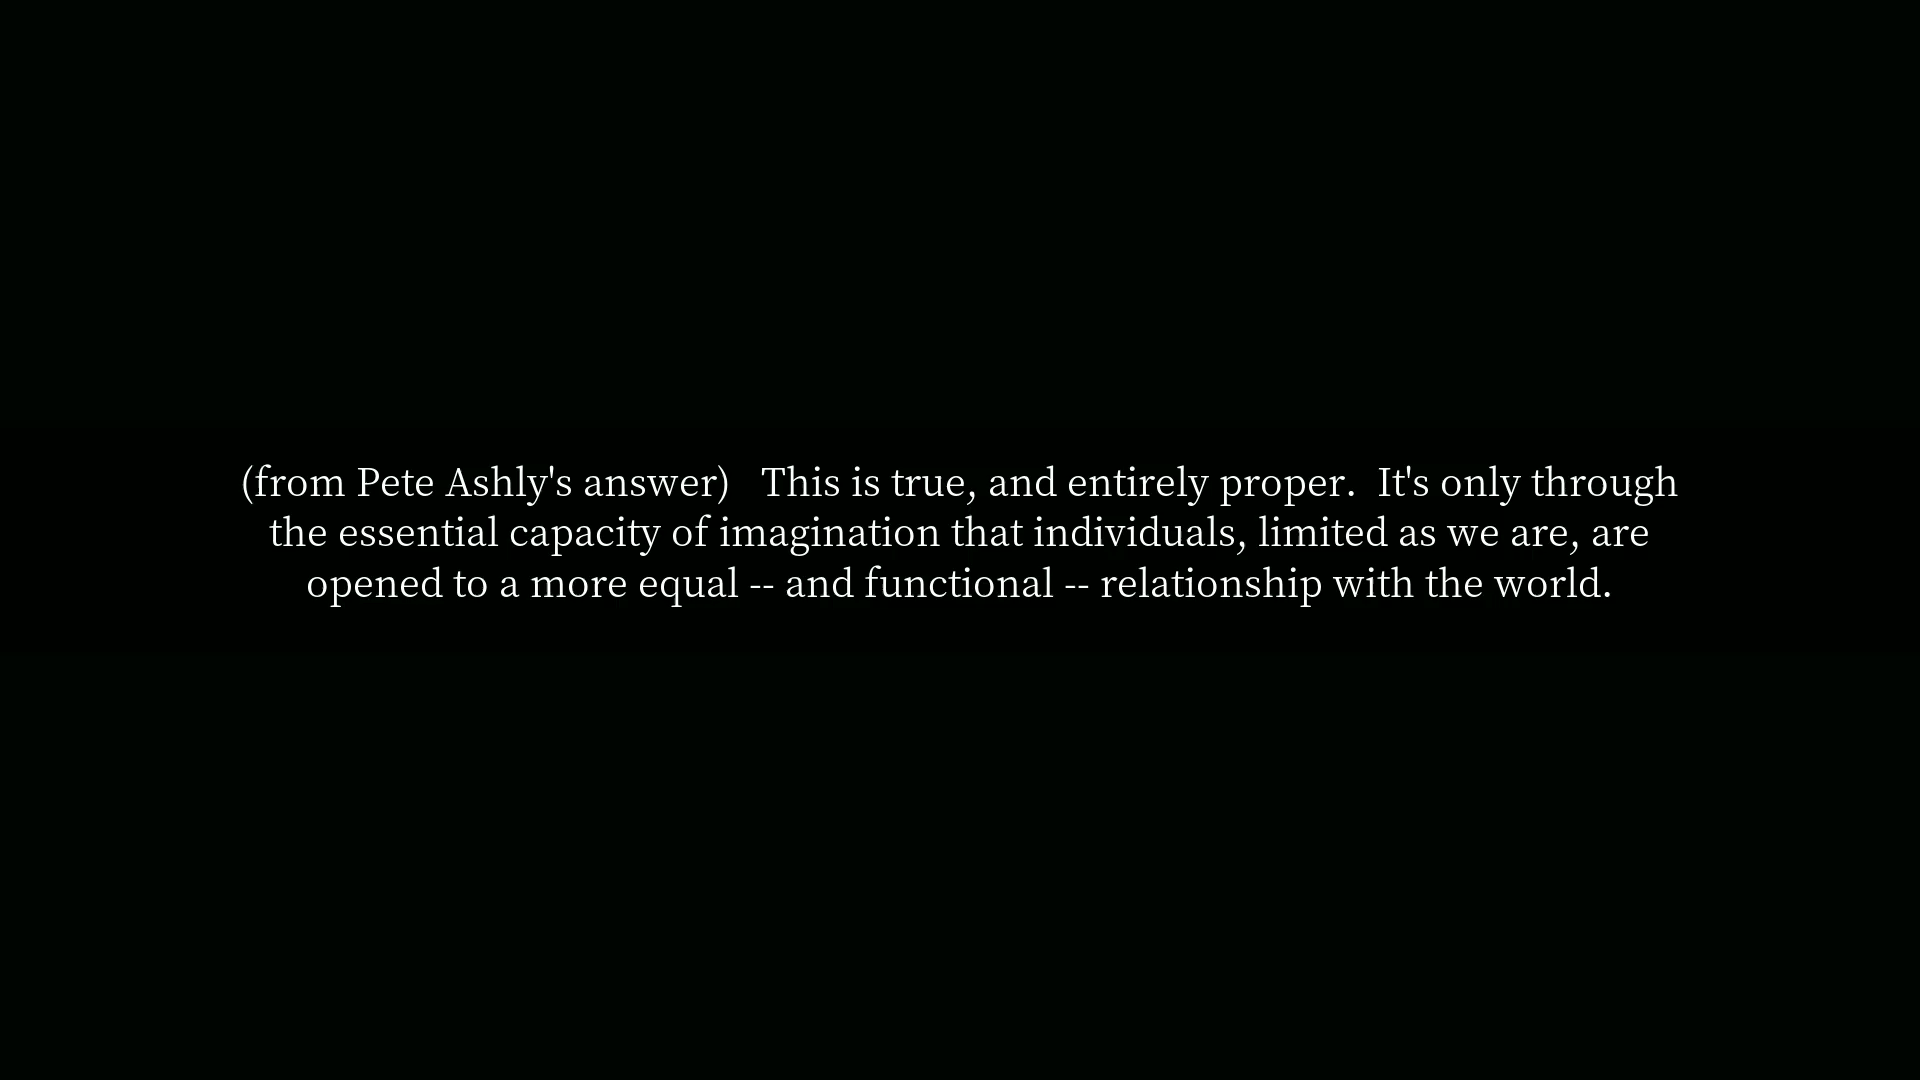 (from Pete Ashly's answer)   This is true, and entirely proper.  It's only through
the essential capacity of imagination that individuals, limited as we are, are
opened to a more equal -- and functional -- relationship with the world.